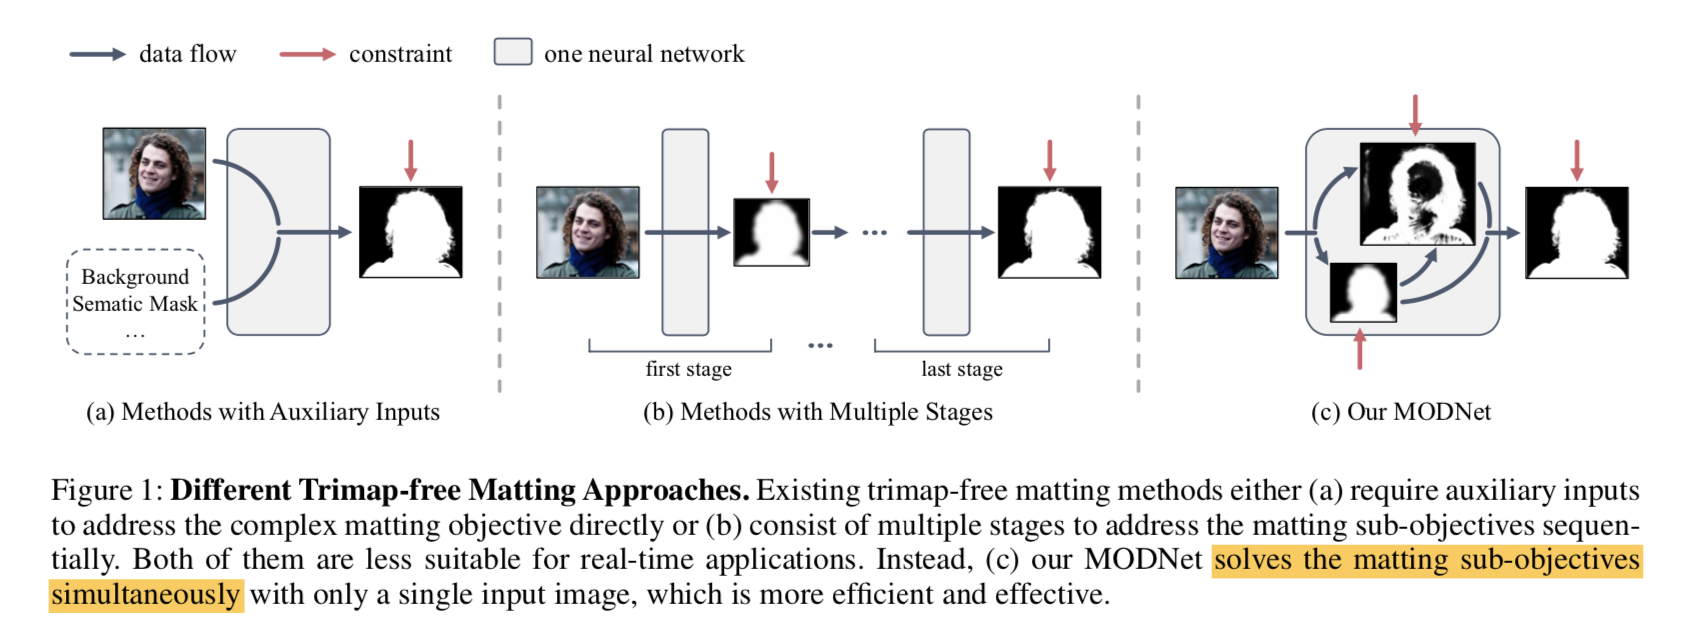 data flow
constraint
one neural network
Background
Sematic Mask
...
...
...
first stage
last stage
(a) Methods with Auxiliary Inputs
(b) Methods with Multiple Stages
(c) Our MODNet
Figure 1: Different Trimap-free Matting Approaches. Existing trimap-free matting methods either (a) require auxiliary inputs
to address the complex matting objective directly or (b) consist of multiple stages to address the matting sub-objectives sequen-
tially. Both of them are less suitable for real-time applications. Instead, (c) our MODNet solves the matting sub-objectives
simultaneously with only a single input image, which is more efficient and effective.